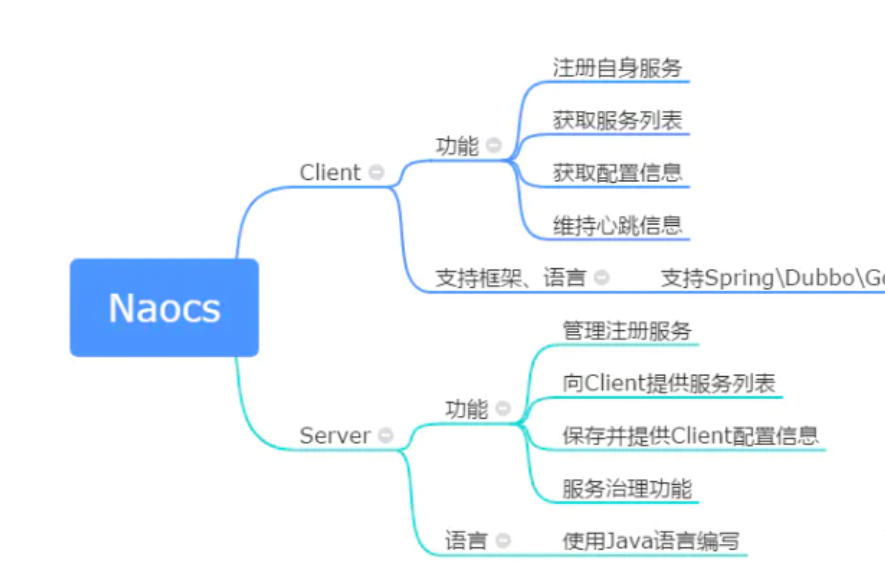 Naocs
Client
功能
注册自身服务
获取服务列表
获取配置信息
维持心跳信息
支持框架、语言
支持Spring\Dubbo\Go
Server
功能
管理注册服务
向Client提供服务列表
保存并提供Client配置信息
服务治理功能
语言
使用Java语言编写